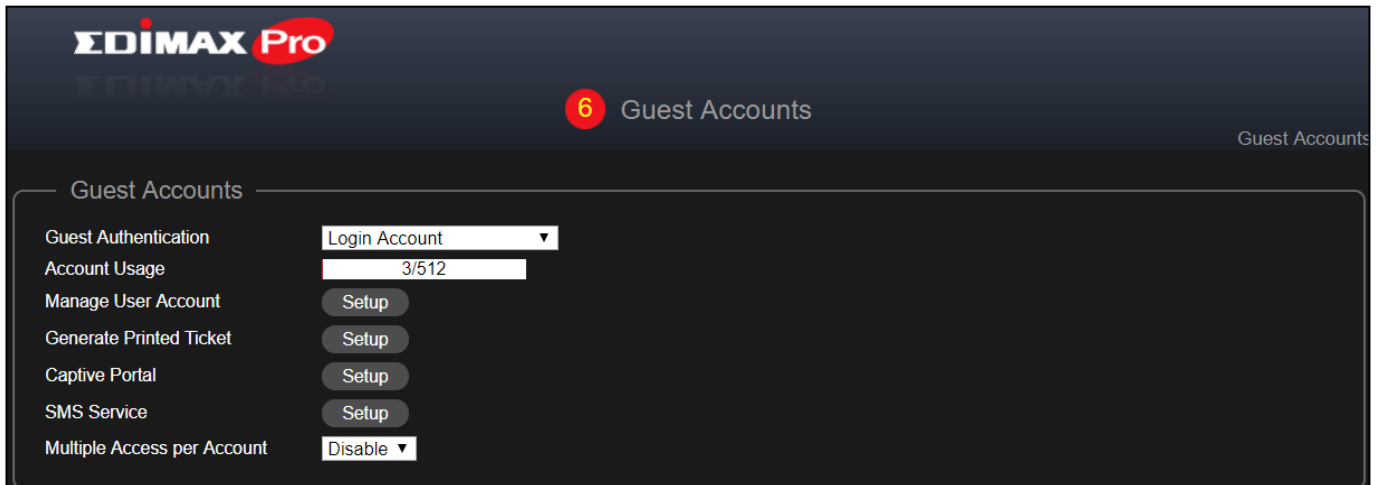 ΣDiMAX Pro
6 Guest Accounts
Guest Accounts
Guest Accounts
Guest Authentication Login Account ▼
Account Usage 3/512
Manage User Account Setup
Generate Printed Ticket Setup
Captive Portal Setup
SMS Service Setup
Multiple Access per Account Disable ▼